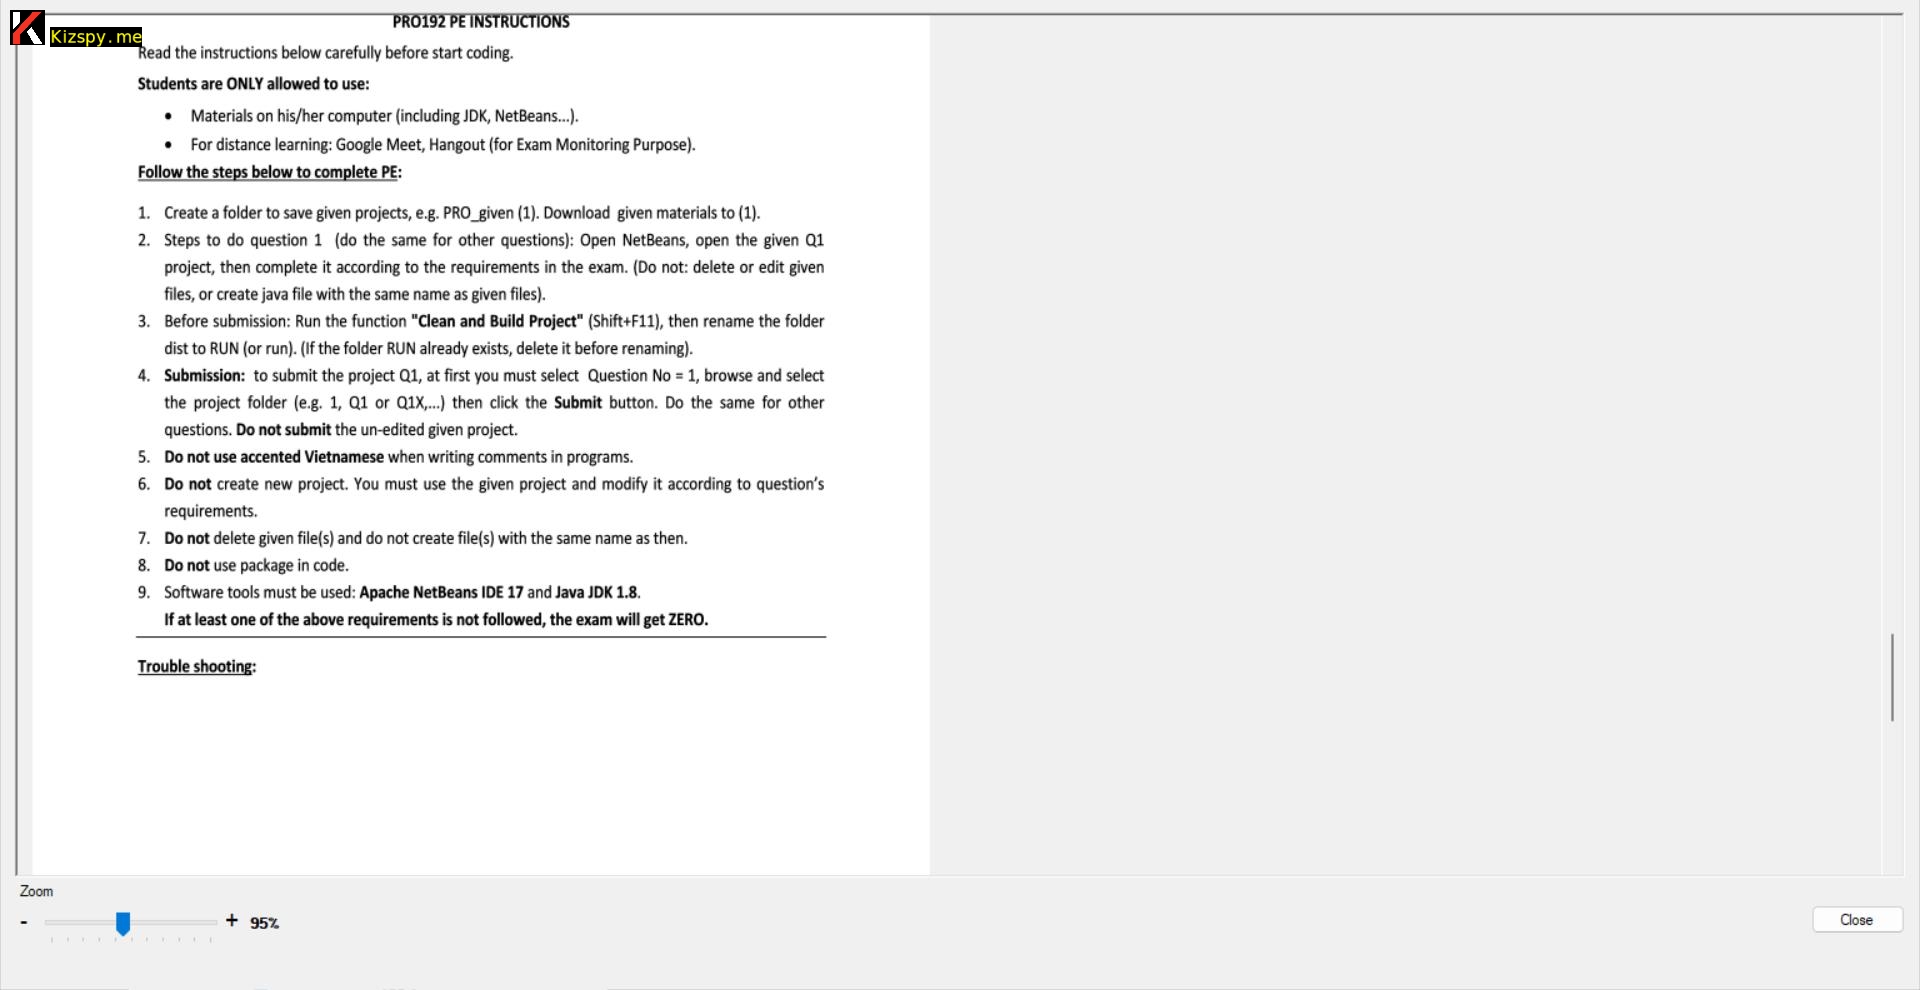 PRO192 PE INSTRUCTIONS
Kizspy.me
Read the instructions below carefully before start coding.
Students are ONLY allowed to use:
• Materials on his/her computer (including JDK, NetBeans...).
• For distance learning: Google Meet, Hangout (for Exam Monitoring Purpose).
Follow the steps below to complete PE:
1. Create a folder to save given projects, e.g. PRO_given (1). Download given materials to (1).
2. Steps to do question 1 (do the same for other questions): Open NetBeans, open the given Q1
project, then complete it according to the requirements in the exam. (Do not: delete or edit given
files, or create java file with the same name as given files).
3. Before submission: Run the function "Clean and Build Project" (Shift+F11), then rename the folder
dist to RUN (or run). (If the folder RUN already exists, delete it before renaming).
4. Submission: to submit the project Q1, at first you must select Question No = 1, browse and select
the project folder (e.g. 1, Q1 or Q1X,...) then click the Submit button. Do the same for other
questions. Do not submit the un-edited given project.
5. Do not use accented Vietnamese when writing comments in programs.
6. Do not create new project. You must use the given project and modify it according to question's
requirements.
7. Do not delete given file(s) and do not create file(s) with the same name as then.
8. Do not use package in code.
9. Software tools must be used: Apache NetBeans IDE 17 and Java JDK 1.8.
If at least one of the above requirements is not followed, the exam will get ZERO.
Trouble shooting:
Zoom
- + 95%
Close